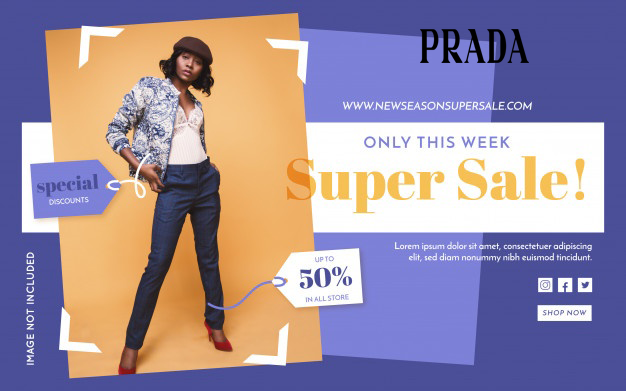 PRADA
WWW.NEWSEASONSUPERSALE.COM
ONLY THIS WEEK
Super Sale!
special
DISCOUNTS
Lorem ipsum dolor sit amet, consectetuer adipiscing
elit, sed diam nonummy nibh euismod tincidunt.
UP TO
50%
IN ALL STORE
SHOP NOW
IMAGE NOT INCLUDED